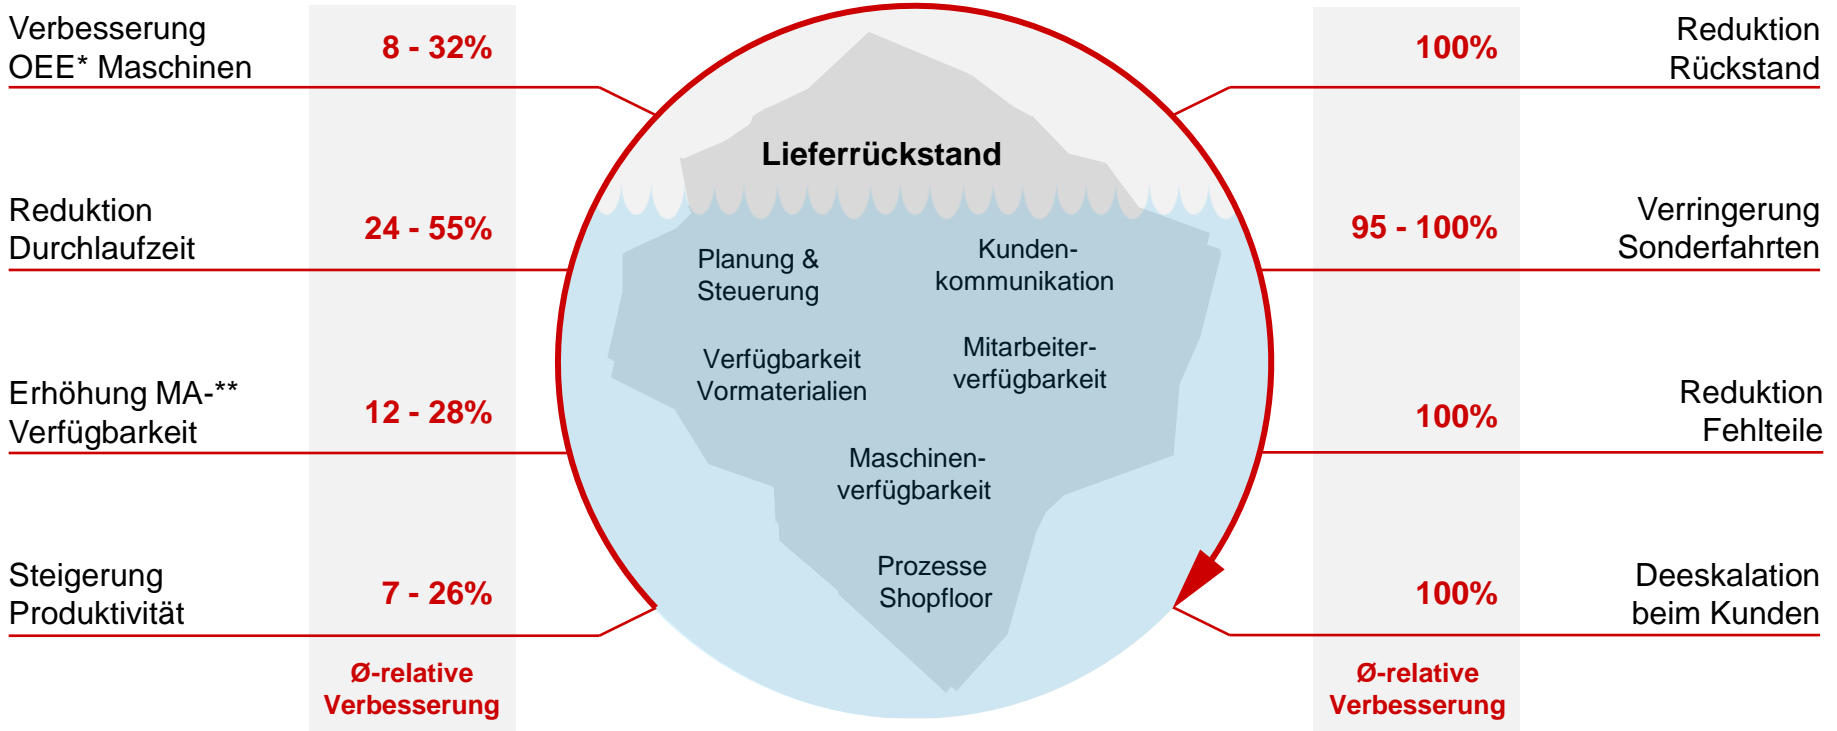 Verbesserung
OEE* Maschinen
8 - 32%
Reduktion
Durchlaufzeit
24 - 55%
Erhöhung MA-**
Verfügbarkeit
12 - 28%
Steigerung
Produktivität
7 - 26%
Ø-relative
Verbesserung
Lieferrückstand
Planung &
Steuerung
Kunden-
kommunikation
Verfügbarkeit
Vormaterialien
Mitarbeiter-
verfügbarkeit
Maschinen-
verfügbarkeit
Prozesse
Shopfloor
100%
Reduktion
Rückstand
95 - 100%
Verringerung
Sonderfahrten
100%
Reduktion
Fehlteile
100%
Deeskalation
beim Kunden
Ø-relative
Verbesserung